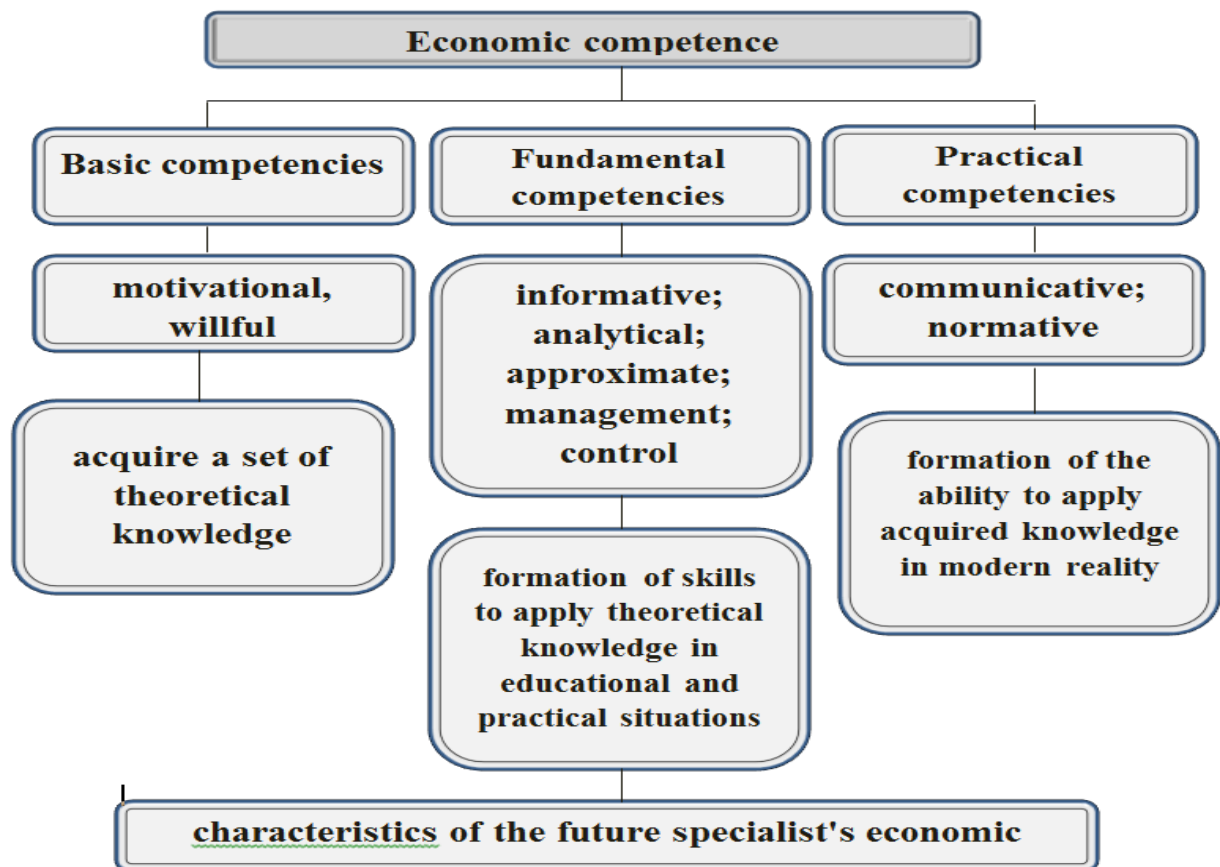 Economic competence
Basic competencies
Fundamental
competencies
Practical
competencies
motivational,
willful
informative;
analytical;
approximate;
management;
control
communicative;
normative
acquire a set of
theoretical
knowledge
formation of skills
to apply theoretical
knowledge in
educational and
practical situations
formation of the
ability to apply
acquired knowledge
in modern reality
characteristics of the future specialist's economic